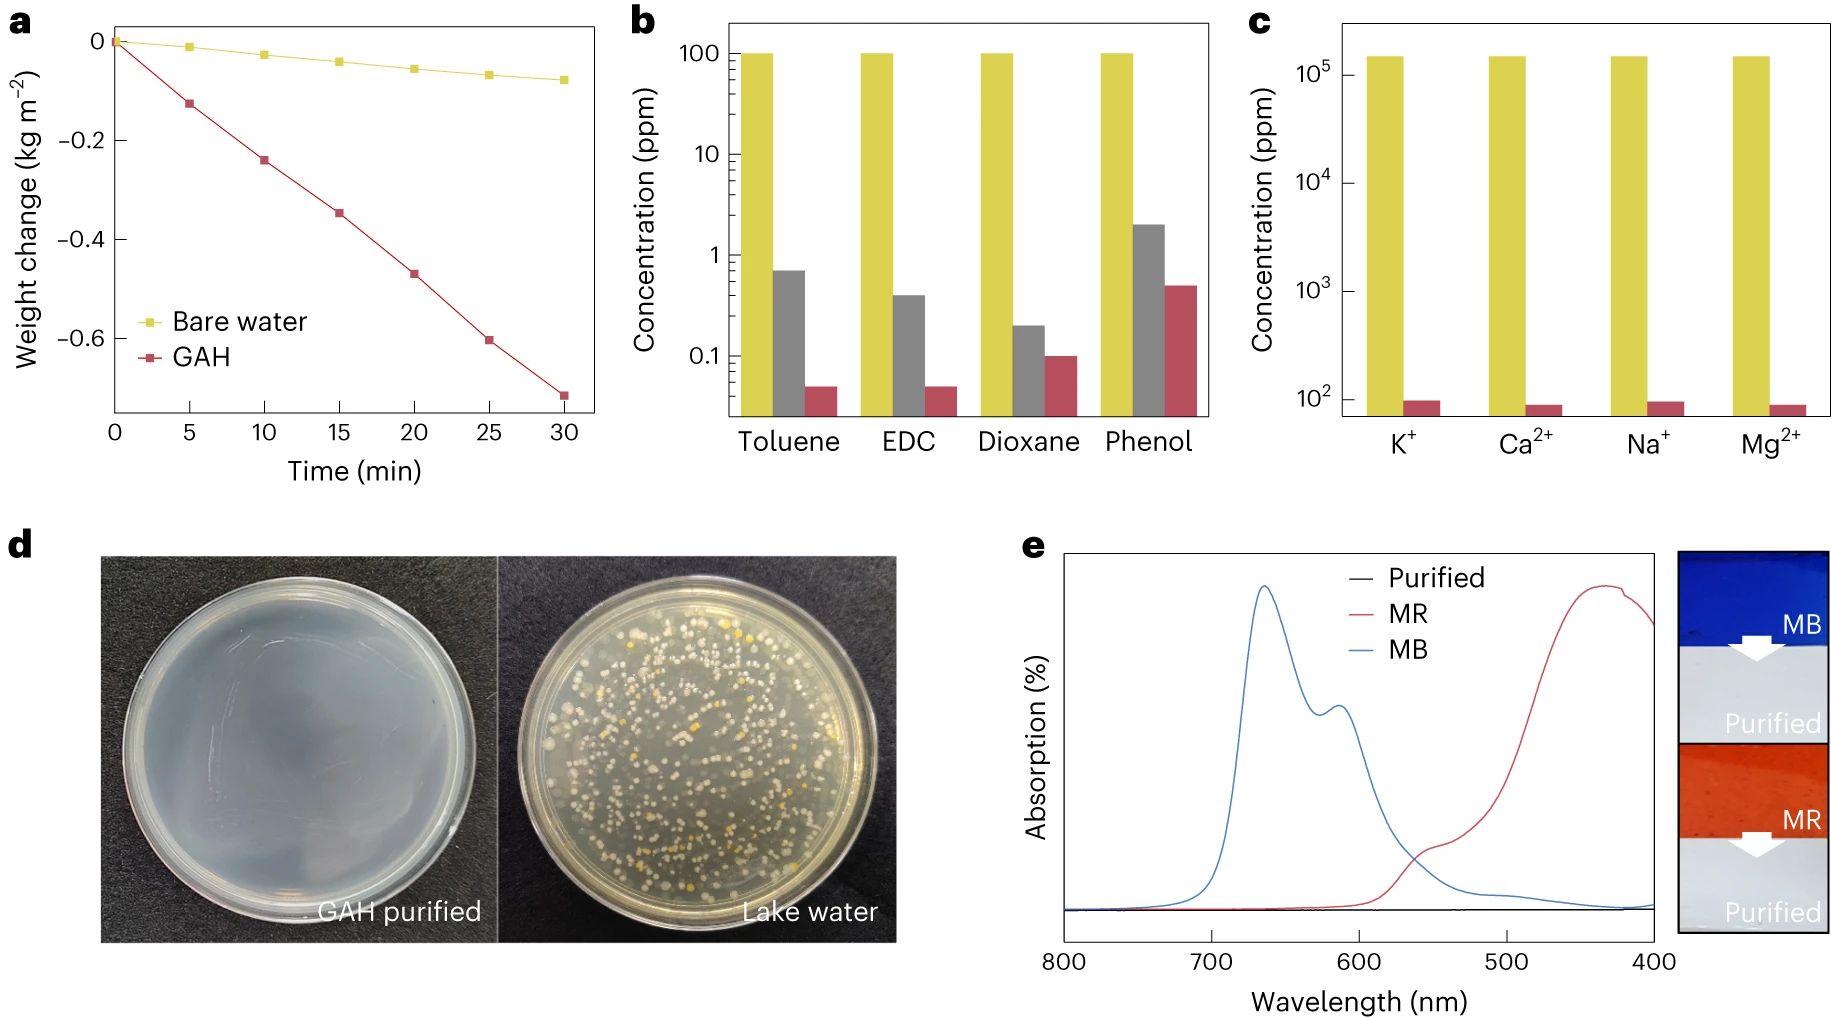 a
Weight change (kg m⁻²)
0
−0.2
−0.4
−0.6
Bare water
GAH
0 5 10 15 20 25 30
Time (min)
b
Concentration (ppm)
100
10
1
0.1
Toluene EDC Dioxane Phenol
c
Concentration (ppm)
10⁵
10⁴
10³
10²
K⁺ Ca²⁺ Na⁺ Mg²⁺
d
GAH purified
Lake water
e
Absorption (%)
Purified
MR
MB
800 700 600 500 400
Wavelength (nm)
MB
Purified
MR
Purified